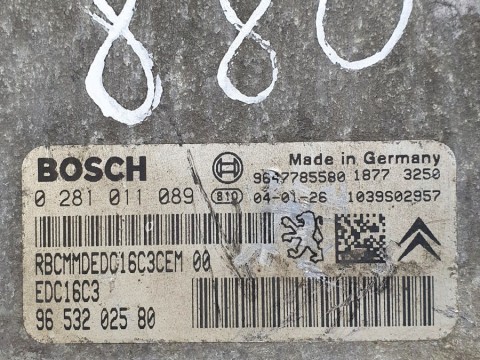 880
BOSCH
Made in Germany
9647785580 1877 3250
0 281 011 089 B10 04-01-26 1039S02957
RBCMMDEDC16C3CEM 00
EDC16C3
96 532 025 80